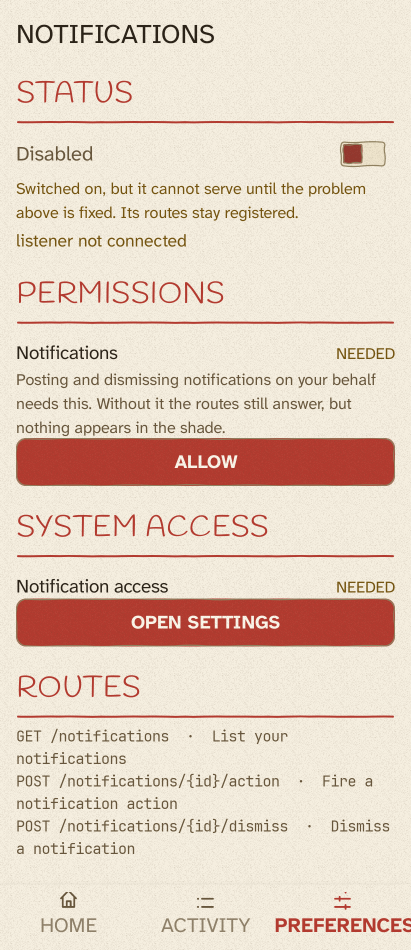 NOTIFICATIONS
STATUS
Disabled
Switched on, but it cannot serve until the problem
above is fixed. Its routes stay registered.
listener not connected
PERMISSIONS
Notifications NEEDED
Posting and dismissing notifications on your behalf
needs this. Without it the routes still answer, but
nothing appears in the shade.
ALLOW
SYSTEM ACCESS
Notification access NEEDED
OPEN SETTINGS
ROUTES
GET /notifications · List your
notifications
POST /notifications/{id}/action · Fire a
notification action
POST /notifications/{id}/dismiss · Dismiss
a notification
HOME ACTIVITY PREFERENCES